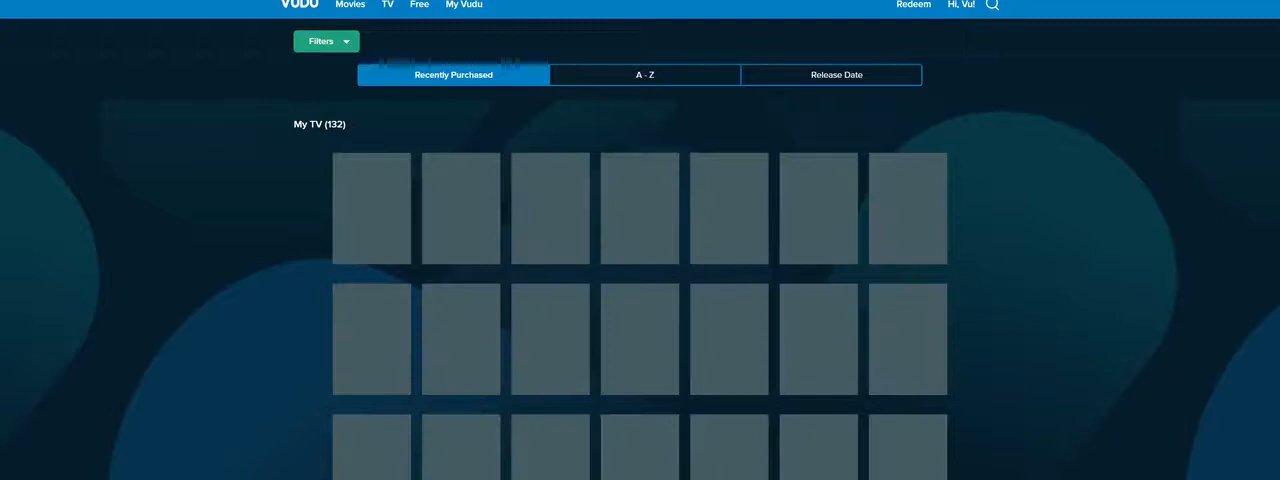 VUDU Movies TV Free My Vudu Redeem Hi, Vu!
Filters
Recently Purchased A - Z Release Date
My TV (132)